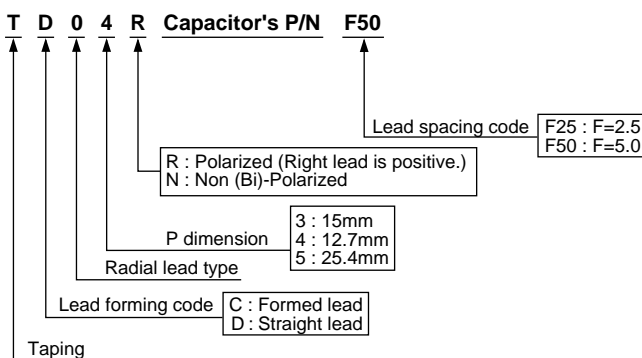 T D 0 4 R Capacitor's P/N F50
Lead spacing code
F25 : F=2.5
F50 : F=5.0
R : Polarized (Right lead is positive.)
N : Non (Bi)-Polarized
P dimension
3 : 15mm
4 : 12.7mm
5 : 25.4mm
Radial lead type
Lead forming code
C : Formed lead
D : Straight lead
Taping